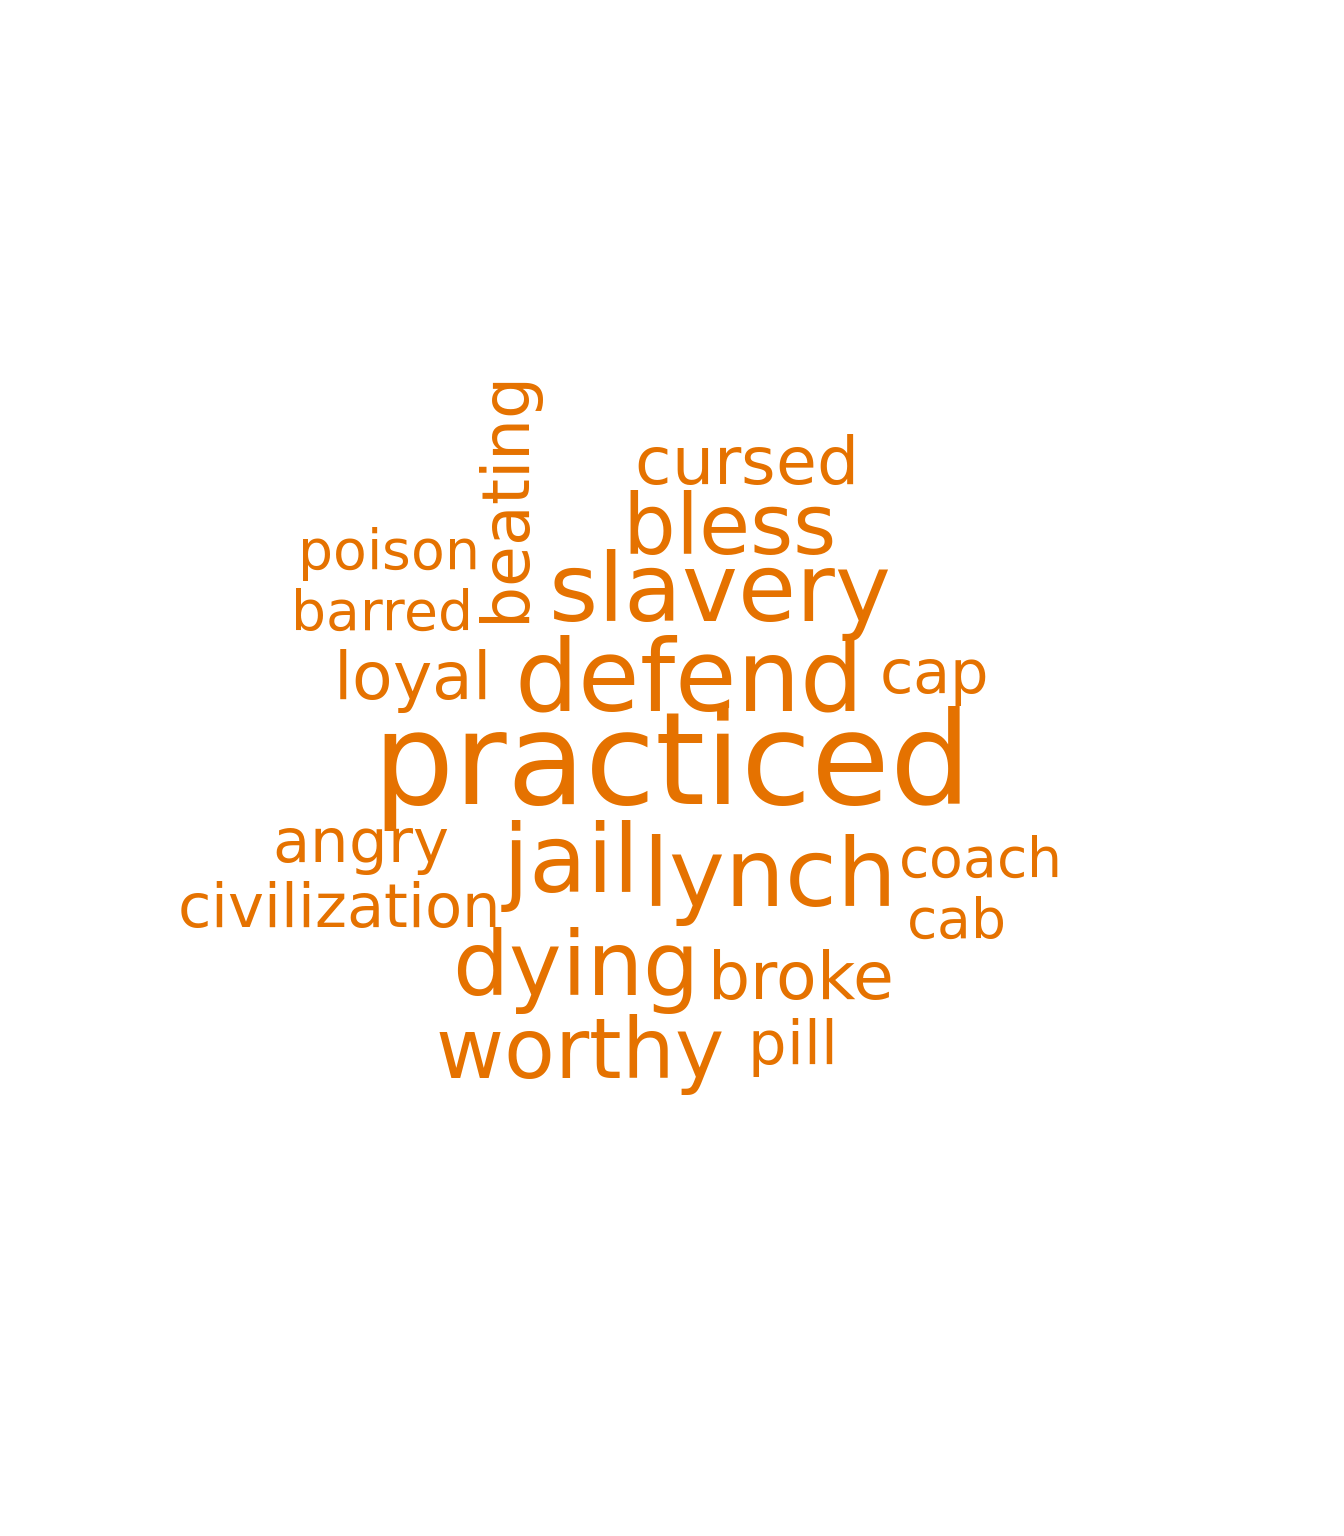 beating
cursed
bless
poison
slavery
barred
loyal
defend
cap
practiced
angry
jail
lynch
coach
civilization
cab
dying
broke
worthy
pill